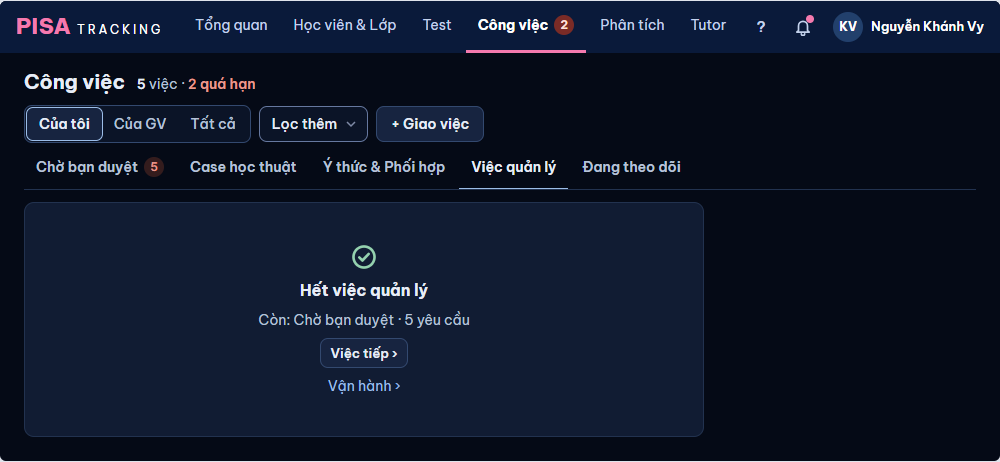 PISA TRACKING Tổng quan Học viên & Lớp Test Công việc 2 Phân tích Tutor ? KV Nguyễn Khánh Vy
Công việc 5 việc · 2 quá hạn
Của tôi Của GV Tất cả Lọc thêm + Giao việc
Chờ bạn duyệt 5 Case học thuật Ý thức & Phối hợp Việc quản lý Đang theo dõi
Hết việc quản lý
Còn: Chờ bạn duyệt · 5 yêu cầu
Việc tiếp ›
Vận hành ›